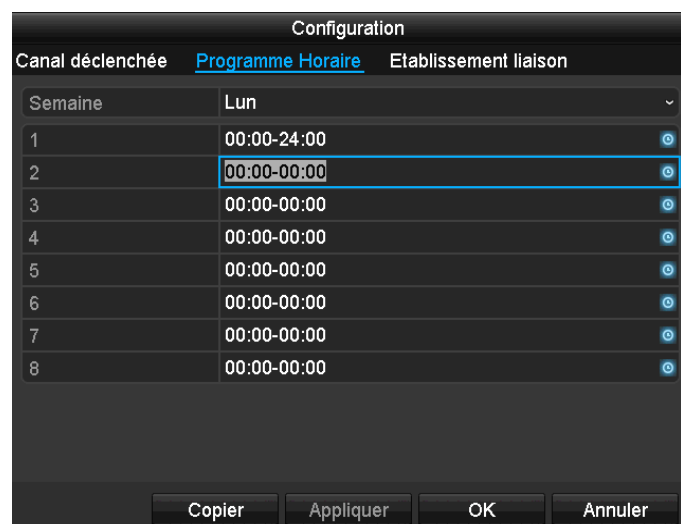 Configuration
Canal déclenchée Programme Horaire Etablissement liaison
Semaine Lun
1 00:00-24:00
2 00:00-00:00
3 00:00-00:00
4 00:00-00:00
5 00:00-00:00
6 00:00-00:00
7 00:00-00:00
8 00:00-00:00
Copier Appliquer OK Annuler